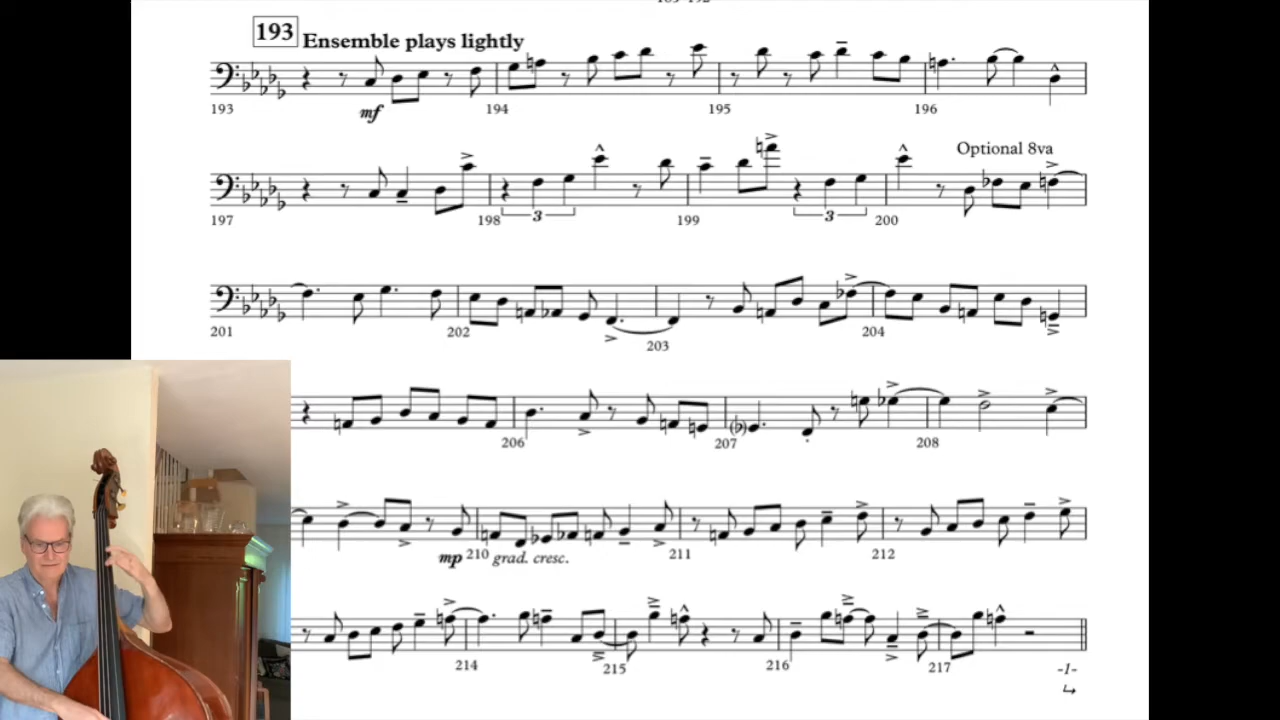 193 Ensemble plays lightly
193 mf 194 195 196
Optional 8va
197 198 3 199 3 200
201 202 203 204
206 207 208
mp 210 grad. cresc. 211 212
214 215 216 217 -1-